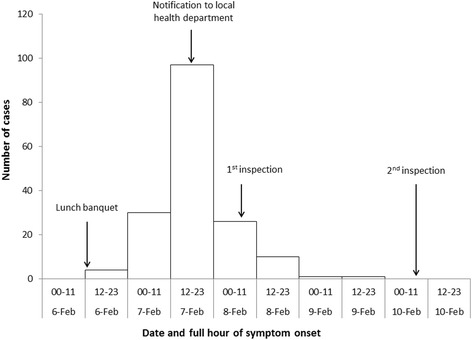 Notification to local
health department
120
100
80
60
40
20
0
Number of cases
Lunch banquet
1st inspection
2nd inspection
00-11 12-23 00-11 12-23 00-11 12-23 00-11 12-23 00-11 12-23
6-Feb 6-Feb 7-Feb 7-Feb 8-Feb 8-Feb 9-Feb 9-Feb 10-Feb 10-Feb
Date and full hour of symptom onset